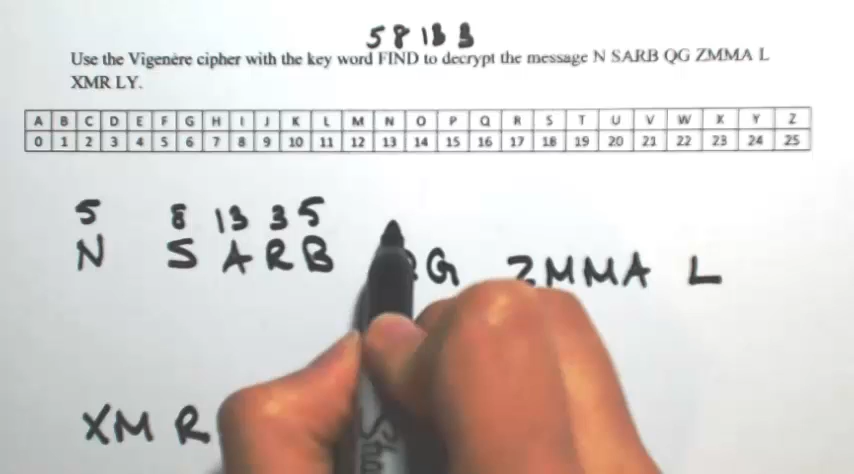 5 8 13 3
Use the Vigenère cipher with the key word FIND to decrypt the message N SARB QG ZMMA L
XMR LY.
A B C D E F G H I J K L M N O P Q R S T U V W X Y Z
0 1 2 3 4 5 6 7 8 9 10 11 12 13 14 15 16 17 18 19 20 21 22 23 24 25
5 8 13 3 5
N SARB G ZMMA L
XM R